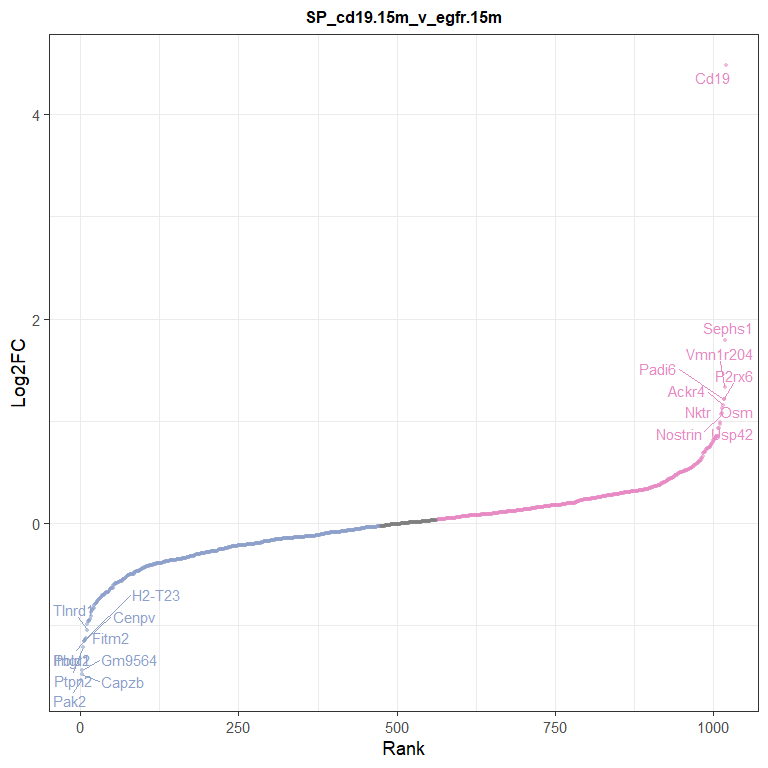 SP_cd19.15m_v_egfr.15m
Cd19
4
Sephs1
2
Vmn1r204
Padi6
P2rx6
Ackr4
Nktr
Osm
Nostrin
Usp42
0
H2-T23
Tlnrd1
Cenpv
Fitm2
Gm9564
Ptpn2
Capzb
Pak2
0
250
500
750
1000
Rank
Log2FC